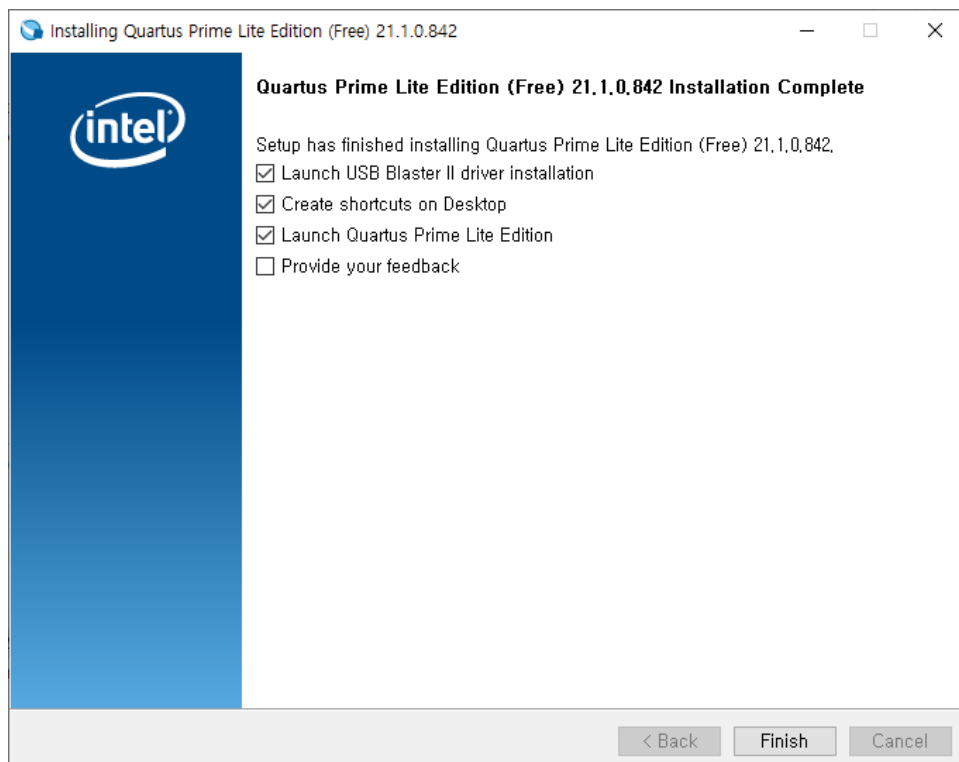 Installing Quartus Prime Lite Edition (Free) 21.1.0.842
intel
Quartus Prime Lite Edition (Free) 21.1.0.842 Installation Complete
Setup has finished installing Quartus Prime Lite Edition (Free) 21.1.0.842.
Launch USB Blaster II driver installation
Create shortcuts on Desktop
Launch Quartus Prime Lite Edition
Provide your feedback
< Back Finish Cancel